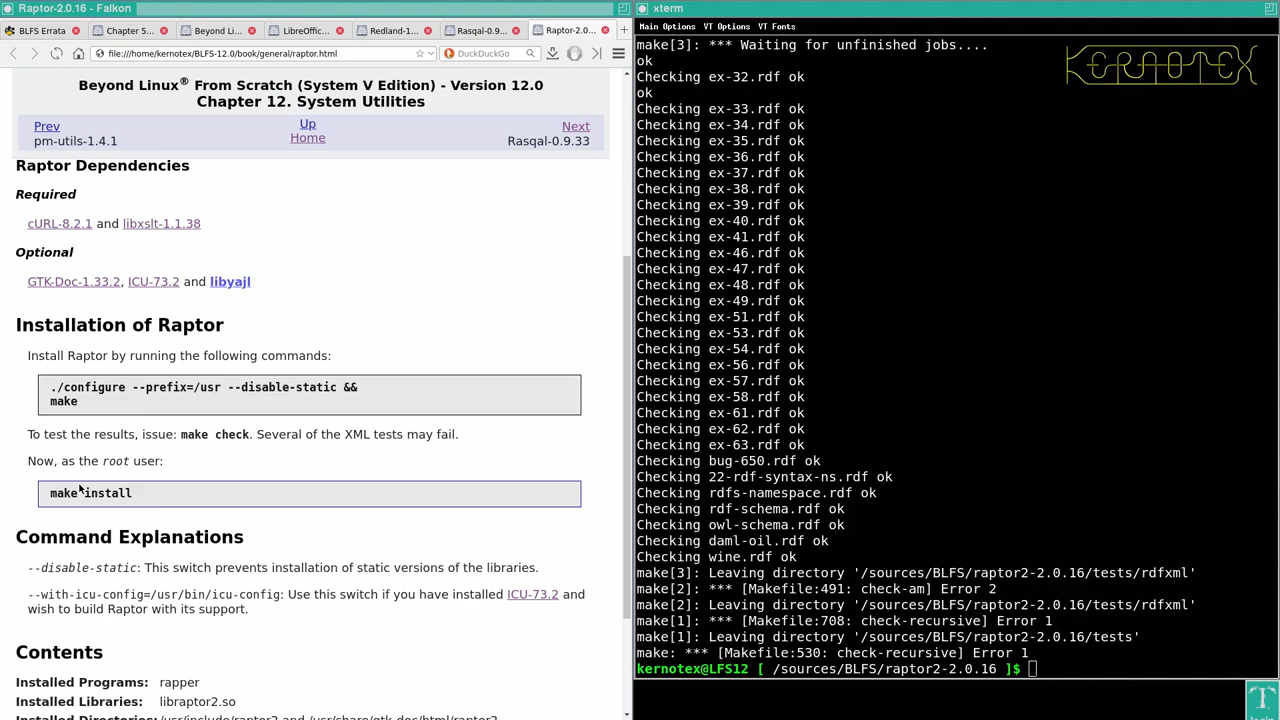 Raptor-2.0.16 - Falkon
BLFS Errata
Chapter 5...
Beyond Li...
LibreOffic...
Redland-1...
Rasqal-0.9...
Raptor-2.0...
file:///home/kernotex/BLFS-12.0/book/general/raptor.html
DuckDuckGo
Beyond Linux® From Scratch (System V Edition) - Version 12.0
Chapter 12. System Utilities
Prev
Up
Next
pm-utils-1.4.1
Home
Rasqal-0.9.33
Raptor Dependencies
Required
cURL-8.2.1 and libxslt-1.1.38
Optional
GTK-Doc-1.33.2, ICU-73.2 and libyajl
Installation of Raptor
Install Raptor by running the following commands:
./configure --prefix=/usr --disable-static &&
make
To test the results, issue: make check. Several of the XML tests may fail.
Now, as the root user:
make install
Command Explanations
--disable-static: This switch prevents installation of static versions of the libraries.
--with-icu-config=/usr/bin/icu-config: Use this switch if you have installed ICU-73.2 and
wish to build Raptor with its support.
Contents
Installed Programs: rapper
Installed Libraries: libraptor2.so
Installed Directories: /usr/include/raptor2 and /usr/share/gtk-doc/html/raptor2
xterm
Main Options VT Options VT Fonts
KERNOTEX
make[3]: *** Waiting for unfinished jobs....
ok
Checking ex-32.rdf ok
ok
Checking ex-33.rdf ok
Checking ex-34.rdf ok
Checking ex-35.rdf ok
Checking ex-36.rdf ok
Checking ex-37.rdf ok
Checking ex-38.rdf ok
Checking ex-39.rdf ok
Checking ex-40.rdf ok
Checking ex-41.rdf ok
Checking ex-46.rdf ok
Checking ex-47.rdf ok
Checking ex-48.rdf ok
Checking ex-49.rdf ok
Checking ex-51.rdf ok
Checking ex-53.rdf ok
Checking ex-54.rdf ok
Checking ex-56.rdf ok
Checking ex-57.rdf ok
Checking ex-58.rdf ok
Checking ex-61.rdf ok
Checking ex-62.rdf ok
Checking ex-63.rdf ok
Checking bug-650.rdf ok
Checking 22-rdf-syntax-ns.rdf ok
Checking rdfs-namespace.rdf ok
Checking rdf-schema.rdf ok
Checking owl-schema.rdf ok
Checking daml-oil.rdf ok
Checking wine.rdf ok
make[3]: Leaving directory '/sources/BLFS/raptor2-2.0.16/tests/rdfxml'
make[2]: *** [Makefile:491: check-am] Error 2
make[2]: Leaving directory '/sources/BLFS/raptor2-2.0.16/tests/rdfxml'
make[1]: *** [Makefile:708: check-recursive] Error 1
make[1]: Leaving directory '/sources/BLFS/raptor2-2.0.16/tests'
make: *** [Makefile:530: check-recursive] Error 1
kernotex@LFS12 [ /sources/BLFS/raptor2-2.0.16 ]$